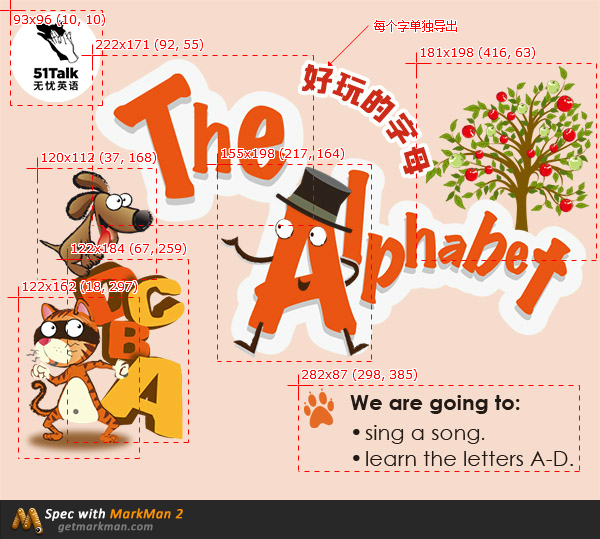 93x96 (10, 10)
每个字单独导出
222x171 (92, 55)
181x198 (416, 63)
51Talk
无忧英语
好玩的字母
The
120x112 (37, 168)
155x198 (217, 164)
Alphabet
122x184 (67, 259)
122x162 (18, 297)
D C
B
A
282x87 (298, 385)
We are going to:
•sing a song.
•learn the letters A-D.
Spec with MarkMan 2
getmarkman.com